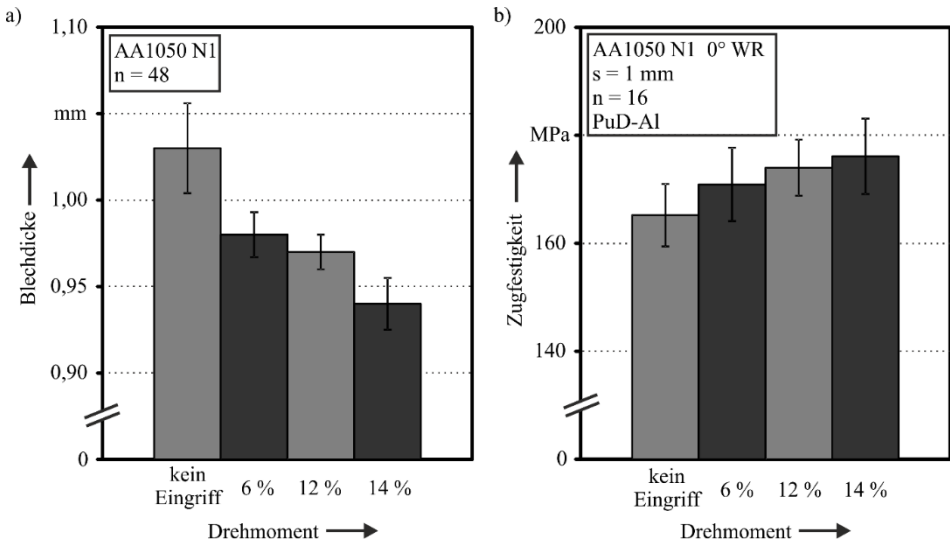 a)
1,10
mm
1,00
0,95
0,90
0
Blechdicke
AA1050 N1
n = 48
kein
Eingriff
6 %
12 %
14 %
Drehmoment
b)
200
MPa
160
140
0
Zugfestigkeit
AA1050 N1 0° WR
s = 1 mm
n = 16
PuD-Al
kein
Eingriff
6 %
12 %
14 %
Drehmoment